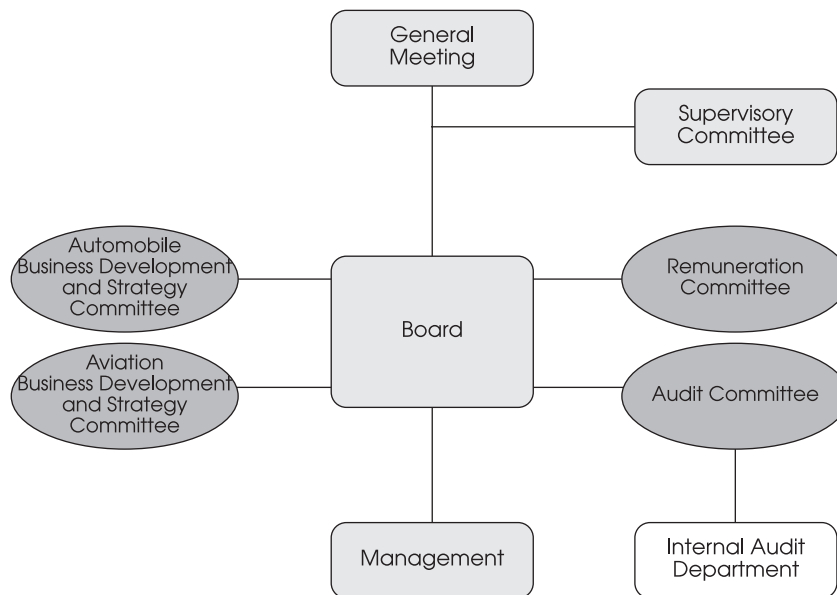 General
Meeting
Supervisory
Committee
Automobile
Business Development
and Strategy
Committee
Remuneration
Committee
Board
Aviation
Business Development
and Strategy
Committee
Audit Committee
Management
Internal Audit
Department